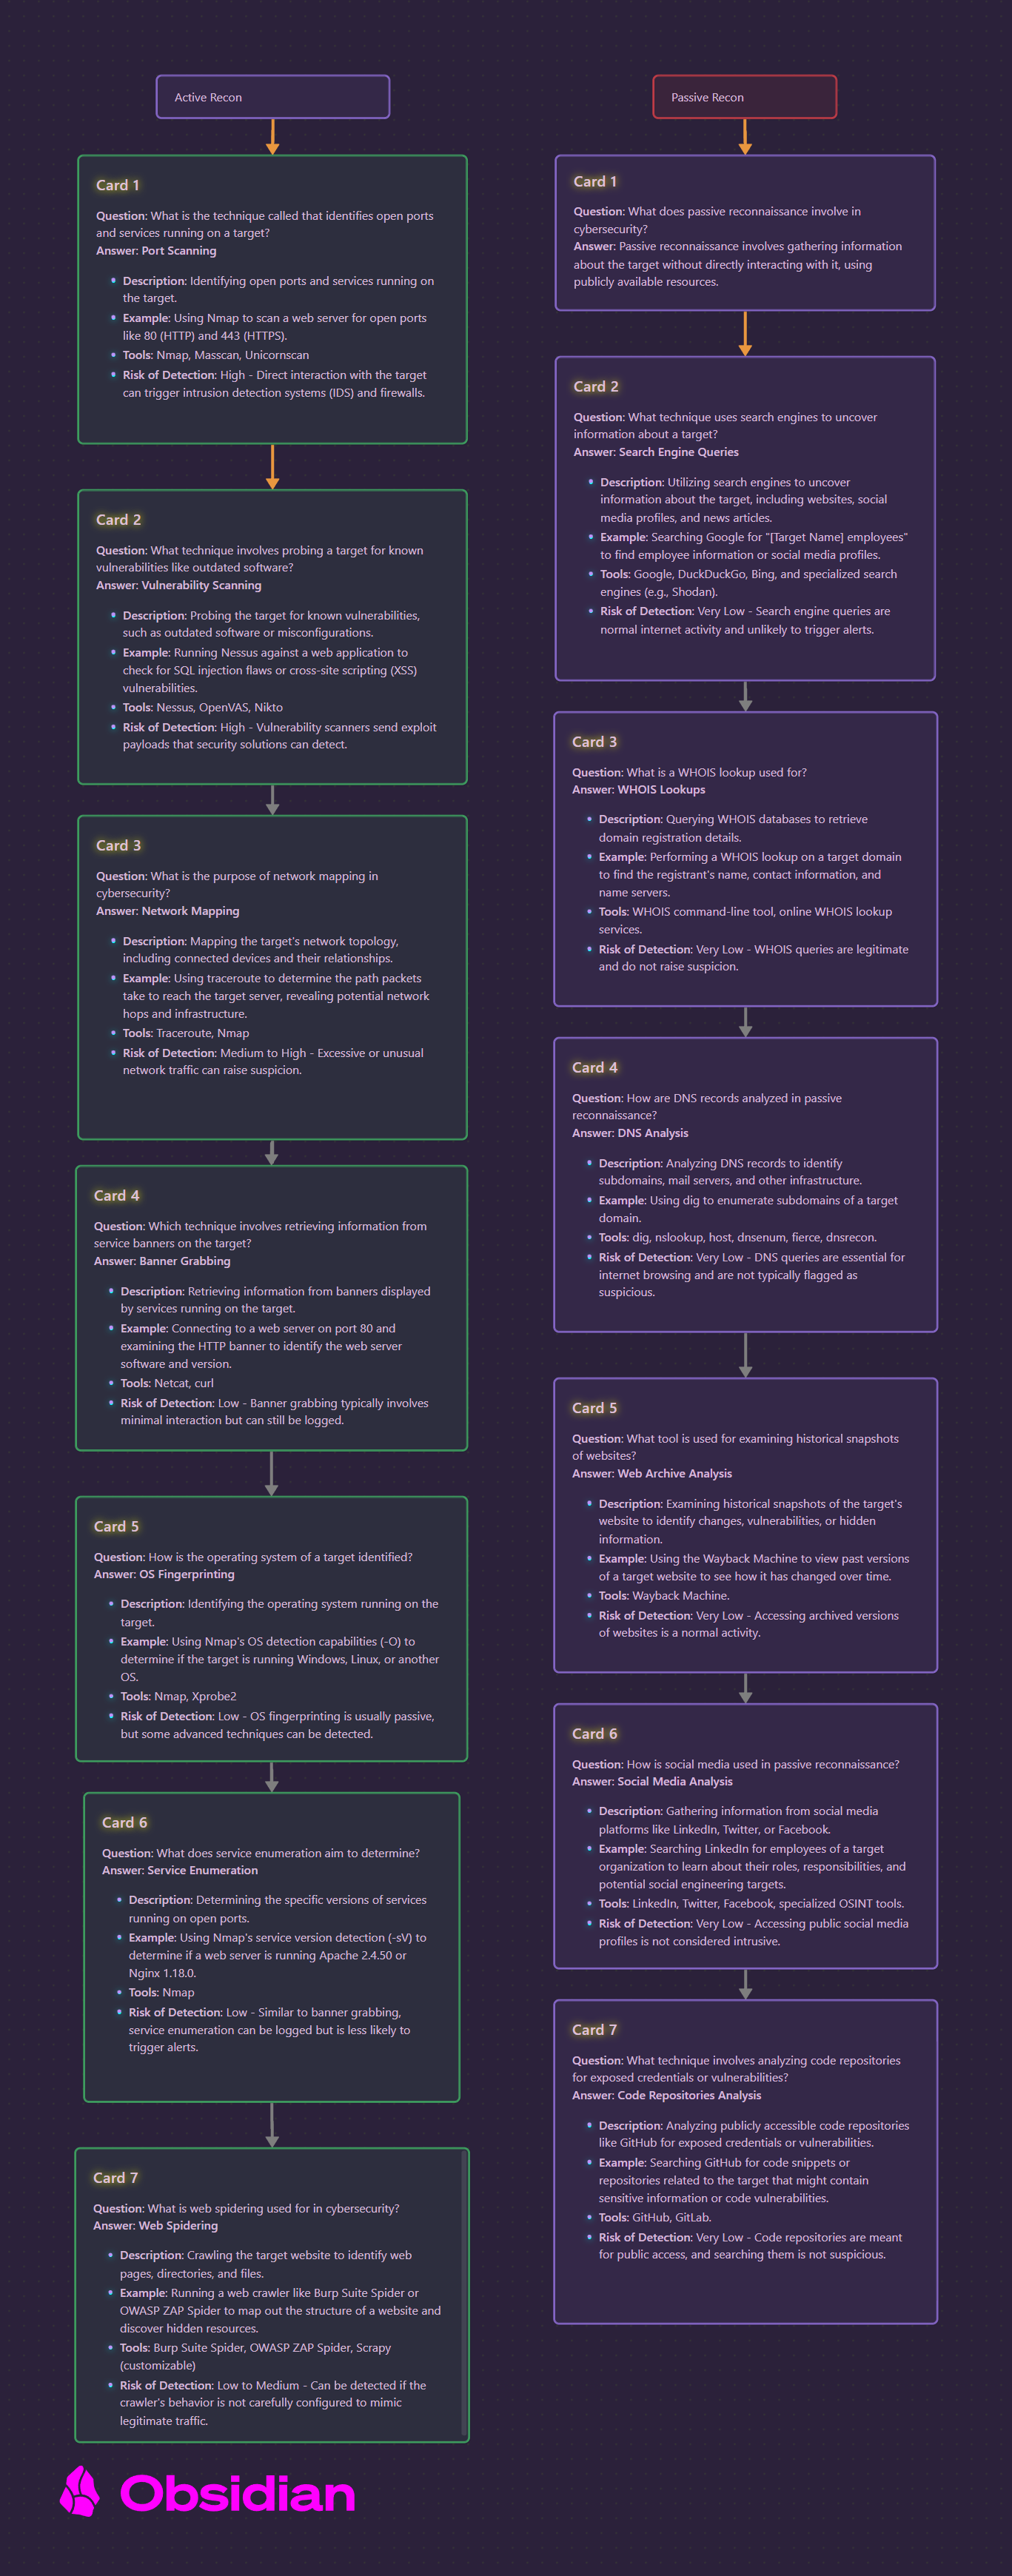 Active Recon
Card 1
Question: What is the technique called that identifies open ports
and services running on a target?
Answer: Port Scanning
Description: Identifying open ports and services running on
the target.
Example: Using Nmap to scan a web server for open ports
like 80 (HTTP) and 443 (HTTPS).
Tools: Nmap, Masscan, Unicornscan
Risk of Detection: High - Direct interaction with the target
can trigger intrusion detection systems (IDS) and firewalls.
Card 2
Question: What technique involves probing a target for known
vulnerabilities like outdated software?
Answer: Vulnerability Scanning
Description: Probing the target for known vulnerabilities,
such as outdated software or misconfigurations.
Example: Running Nessus against a web application to
check for SQL injection flaws or cross-site scripting (XSS)
vulnerabilities.
Tools: Nessus, OpenVAS, Nikto
Risk of Detection: High - Vulnerability scanners send exploit
payloads that security solutions can detect.
Card 3
Question: What is the purpose of network mapping in
cybersecurity?
Answer: Network Mapping
Description: Mapping the target's network topology,
including connected devices and their relationships.
Example: Using traceroute to determine the path packets
take to reach the target server, revealing potential network
hops and infrastructure.
Tools: Traceroute, Nmap
Risk of Detection: Medium to High - Excessive or unusual
network traffic can raise suspicion.
Card 4
Question: Which technique involves retrieving information from
service banners on the target?
Answer: Banner Grabbing
Description: Retrieving information from banners displayed
by services running on the target.
Example: Connecting to a web server on port 80 and
examining the HTTP banner to identify the web server
software and version.
Tools: Netcat, curl
Risk of Detection: Low - Banner grabbing typically involves
minimal interaction but can still be logged.
Card 5
Question: How is the operating system of a target identified?
Answer: OS Fingerprinting
Description: Identifying the operating system running on the
target.
Example: Using Nmap's OS detection capabilities (-O) to
determine if the target is running Windows, Linux, or another
OS.
Tools: Nmap, Xprobe2
Risk of Detection: Low - OS fingerprinting is usually passive,
but some advanced techniques can be detected.
Card 6
Question: What does service enumeration aim to determine?
Answer: Service Enumeration
Description: Determining the specific versions of services
running on open ports.
Example: Using Nmap's service version detection (-sV) to
determine if a web server is running Apache 2.4.50 or
Nginx 1.18.0.
Tools: Nmap
Risk of Detection: Low - Similar to banner grabbing,
service enumeration can be logged but is less likely to
trigger alerts.
Card 7
Question: What is web spidering used for in cybersecurity?
Answer: Web Spidering
Description: Crawling the target website to identify web
pages, directories, and files.
Example: Running a web crawler like Burp Suite Spider or
OWASP ZAP Spider to map out the structure of a website and
discover hidden resources.
Tools: Burp Suite Spider, OWASP ZAP Spider, Scrapy
(customizable)
Risk of Detection: Low to Medium - Can be detected if the
crawler's behavior is not carefully configured to mimic
legitimate traffic.
Passive Recon
Card 1
Question: What does passive reconnaissance involve in
cybersecurity?
Answer: Passive reconnaissance involves gathering information
about the target without directly interacting with it, using
publicly available resources.
Card 2
Question: What technique uses search engines to uncover
information about a target?
Answer: Search Engine Queries
Description: Utilizing search engines to uncover
information about the target, including websites, social
media profiles, and news articles.
Example: Searching Google for "[Target Name] employees"
to find employee information or social media profiles.
Tools: Google, DuckDuckGo, Bing, and specialized search
engines (e.g., Shodan).
Risk of Detection: Very Low - Search engine queries are
normal internet activity and unlikely to trigger alerts.
Card 3
Question: What is a WHOIS lookup used for?
Answer: WHOIS Lookups
Description: Querying WHOIS databases to retrieve
domain registration details.
Example: Performing a WHOIS lookup on a target domain
to find the registrant's name, contact information, and
name servers.
Tools: WHOIS command-line tool, online WHOIS lookup
services.
Risk of Detection: Very Low - WHOIS queries are legitimate
and do not raise suspicion.
Card 4
Question: How are DNS records analyzed in passive
reconnaissance?
Answer: DNS Analysis
Description: Analyzing DNS records to identify
subdomains, mail servers, and other infrastructure.
Example: Using dig to enumerate subdomains of a target
domain.
Tools: dig, nslookup, host, dnsenum, fierce, dnsrecon.
Risk of Detection: Very Low - DNS queries are essential for
internet browsing and are not typically flagged as
suspicious.
Card 5
Question: What tool is used for examining historical snapshots
of websites?
Answer: Web Archive Analysis
Description: Examining historical snapshots of the target's
website to identify changes, vulnerabilities, or hidden
information.
Example: Using the Wayback Machine to view past versions
of a target website to see how it has changed over time.
Tools: Wayback Machine.
Risk of Detection: Very Low - Accessing archived versions
of websites is a normal activity.
Card 6
Question: How is social media used in passive reconnaissance?
Answer: Social Media Analysis
Description: Gathering information from social media
platforms like LinkedIn, Twitter, or Facebook.
Example: Searching LinkedIn for employees of a target
organization to learn about their roles, responsibilities, and
potential social engineering targets.
Tools: LinkedIn, Twitter, Facebook, specialized OSINT tools.
Risk of Detection: Very Low - Accessing public social media
profiles is not considered intrusive.
Card 7
Question: What technique involves analyzing code repositories
for exposed credentials or vulnerabilities?
Answer: Code Repositories Analysis
Description: Analyzing publicly accessible code repositories
like GitHub for exposed credentials or vulnerabilities.
Example: Searching GitHub for code snippets or
repositories related to the target that might contain
sensitive information or code vulnerabilities.
Tools: GitHub, GitLab.
Risk of Detection: Very Low - Code repositories are meant
for public access, and searching them is not suspicious.
Obsidian